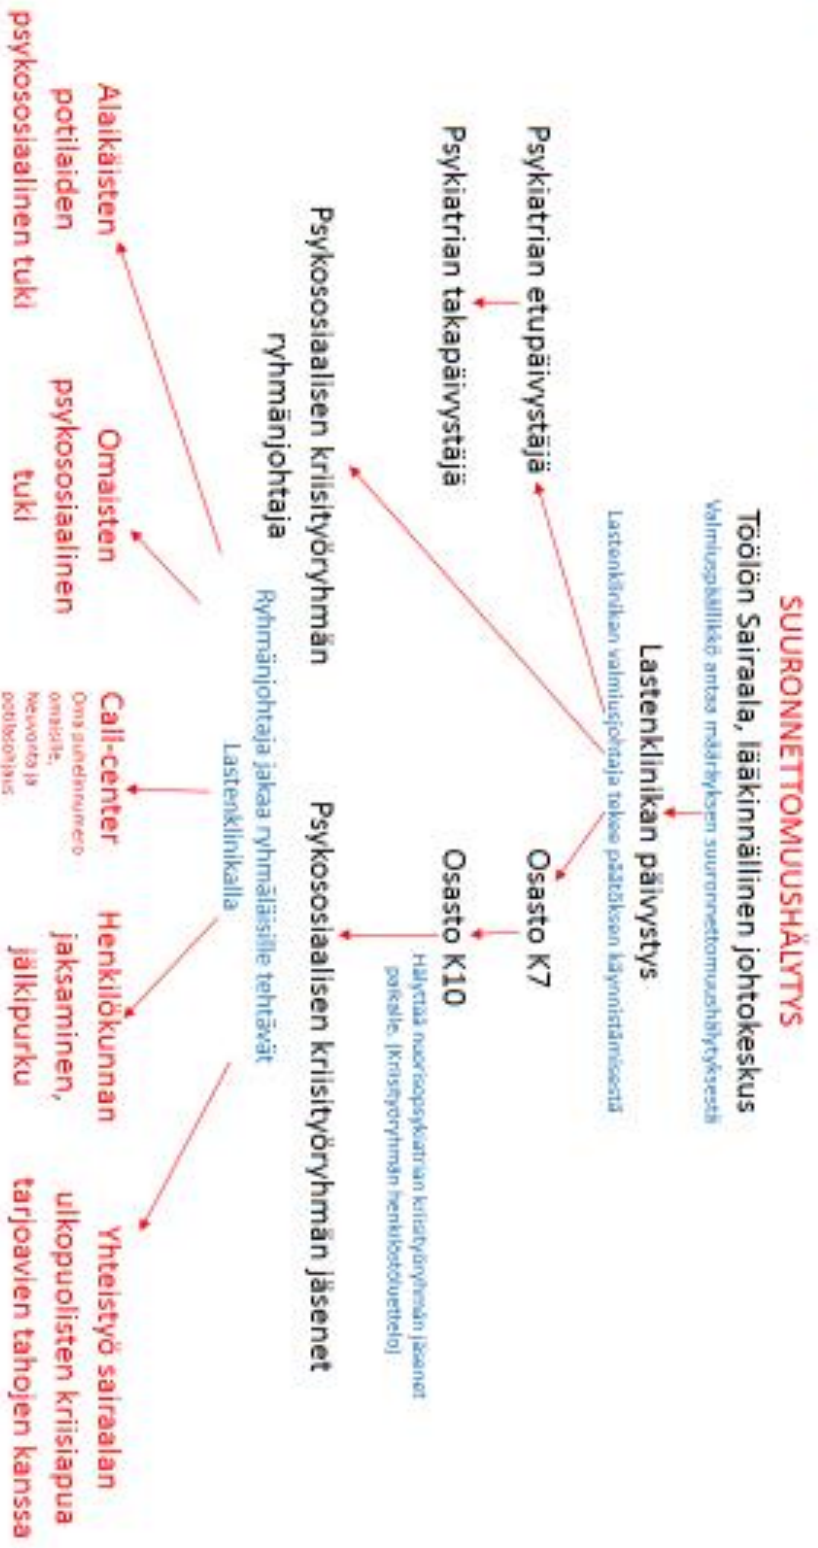 SUURONNETTOMUUSHÄLYTYS
Töölön Sairaala, lääkinnällinen johtokeskus
Valmiuspäällikkö antaa määräyksen suuronnettomuushälytyksestä
Lastenklinikan päivystys
Lastenklinikan valmiusjohtaja tekee päätöksen käynnistämisestä
Psykiatrian etupäivystäjä
Osasto K7
Psykiatrian takapäivystäjä
Osasto K10
Hälyttää nuorisopsykiatrian kriisityöryhmän jäsenet
paikalle. (Kriisityöryhmän henkilöstöluettelo)
Psykososiaalisen kriisityöryhmän
ryhmänjohtaja
Psykososiaalisen kriisityöryhmän jäsenet
Ryhmänjohtaja jakaa ryhmäläisille tehtävät
Lastenklinikalla
Alaikäisten
potilaiden
psykososiaalinen tuki
Omaisten
psykososiaalinen
tuki
Call-center
Oma puhelinnumero
omaisille,
Neuvonta ja
potilasohjaus
Henkilökunnan
jaksaminen,
jälkipurku
Yhteistyö sairaalan
ulkopuolisten kriisiapua
tarjoavien tahojen kanssa